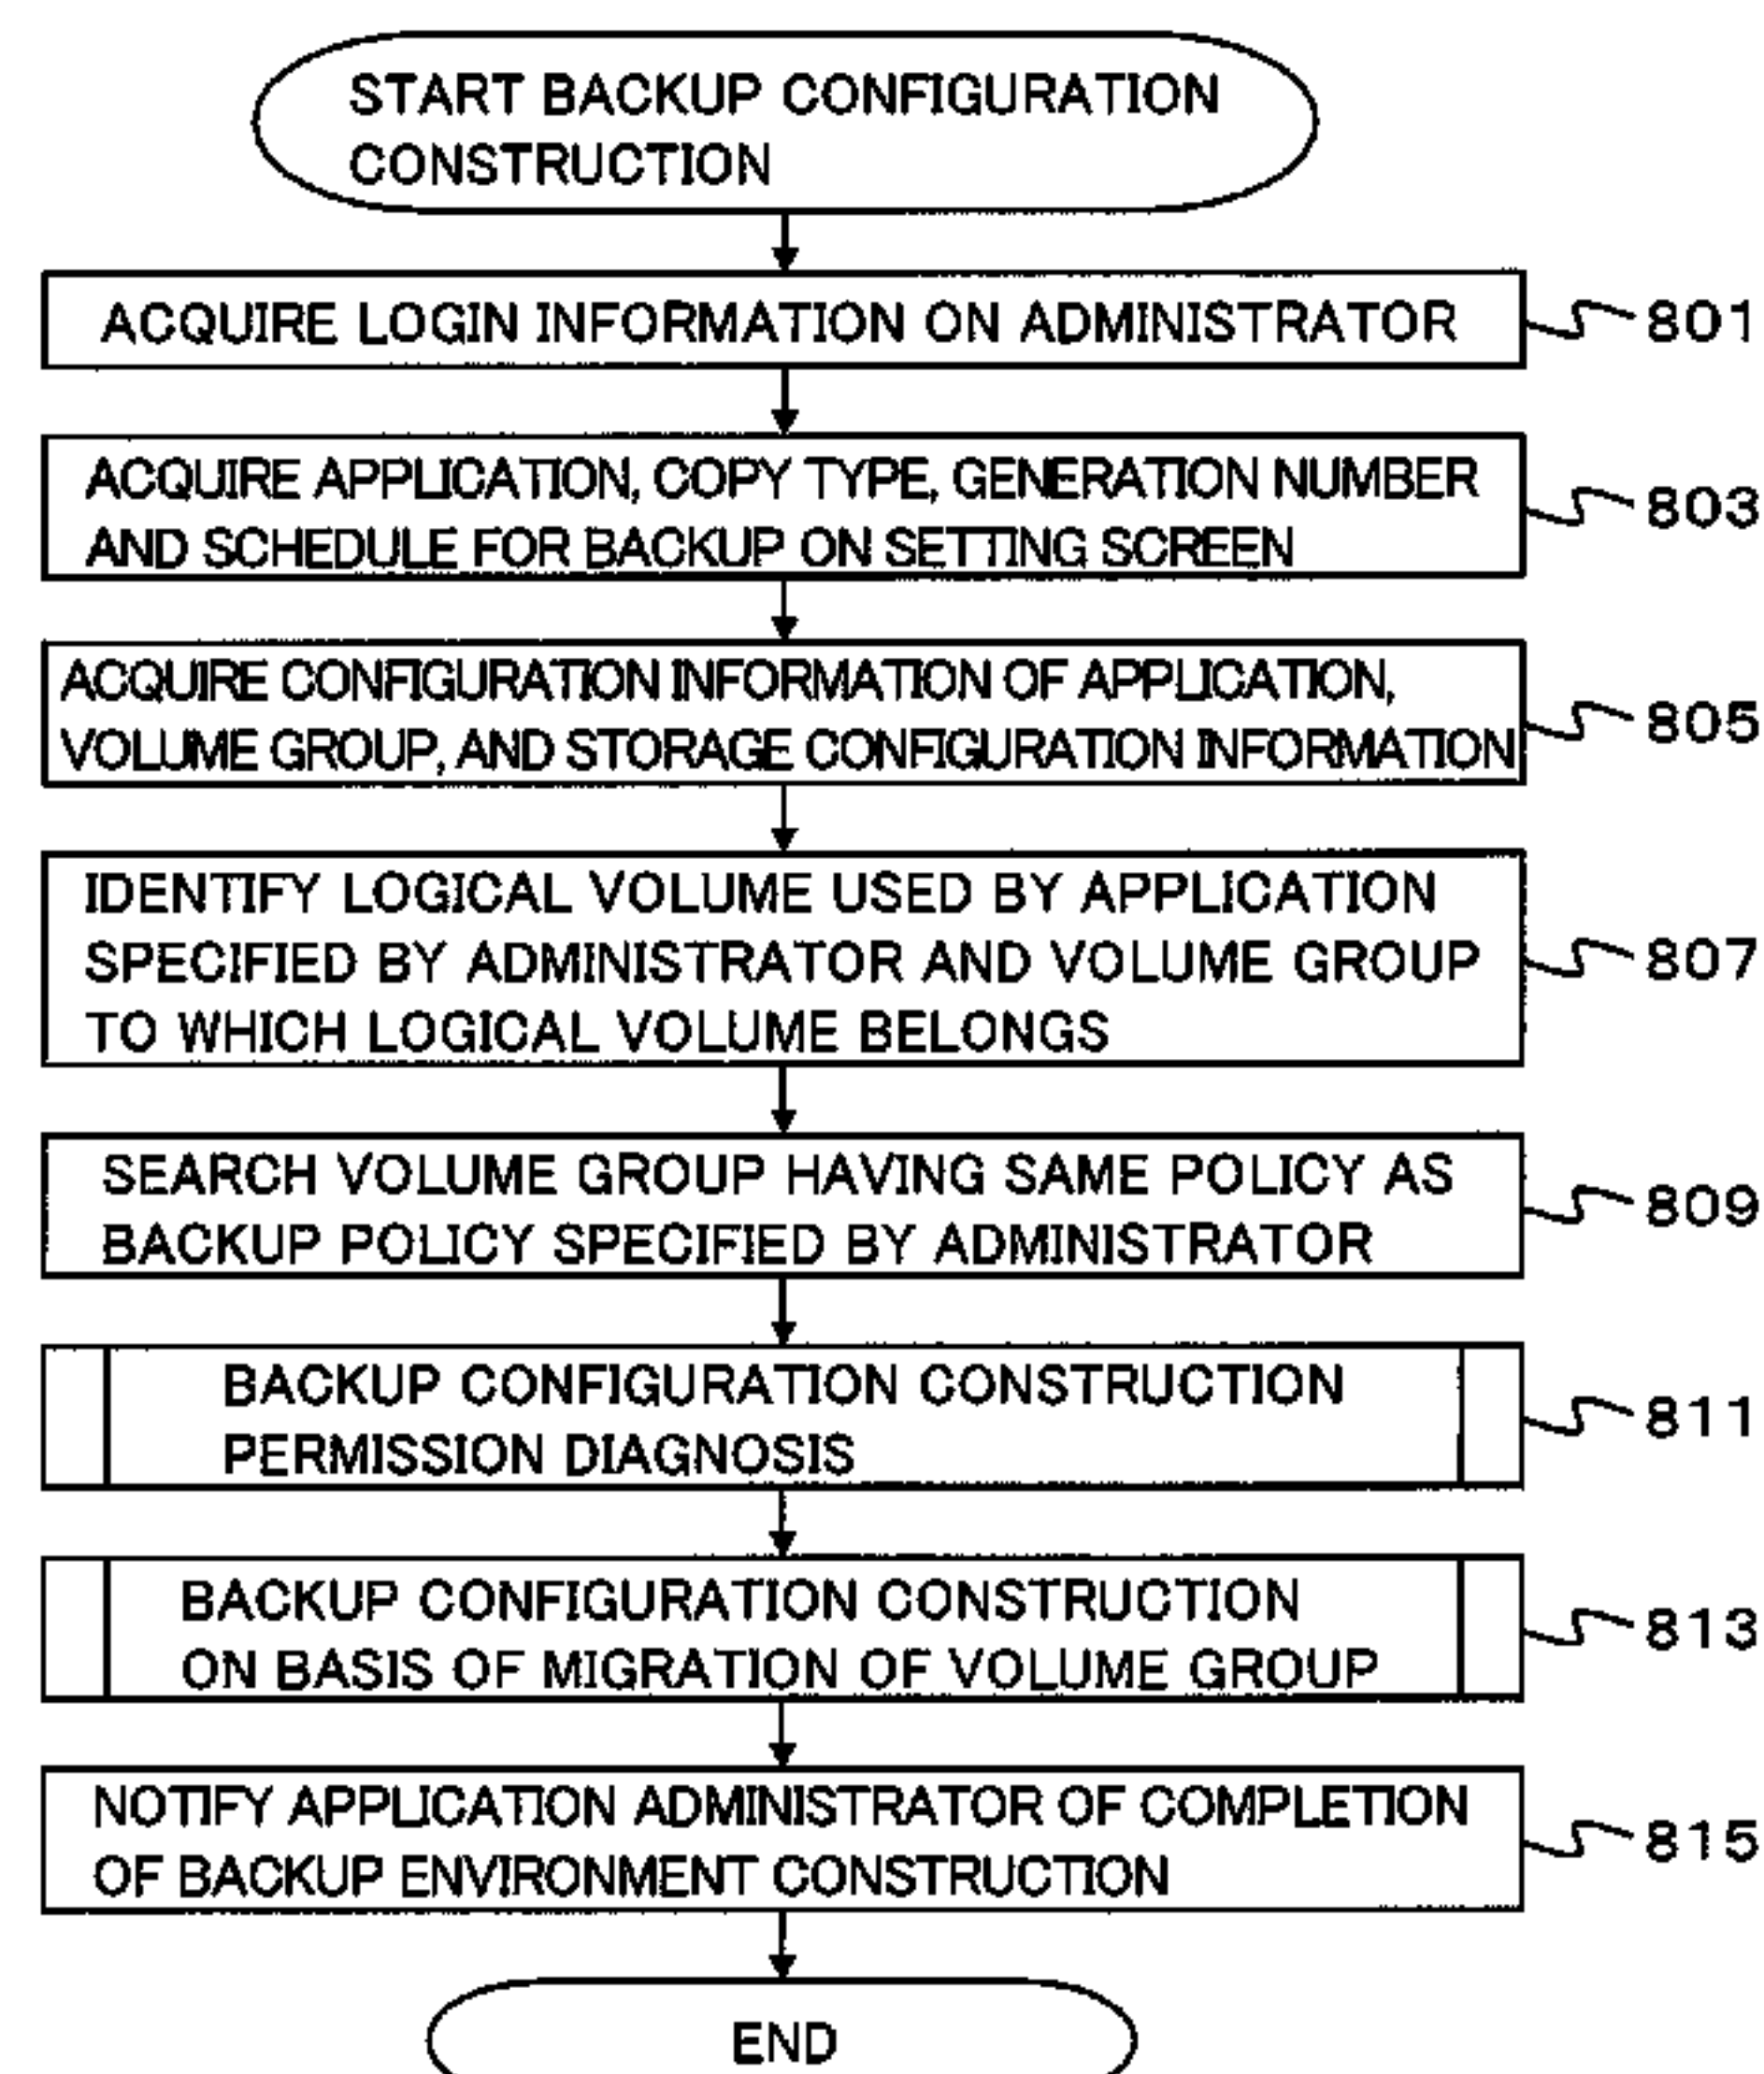 START BACKUP CONFIGURATION
CONSTRUCTION
ACQUIRE LOGIN INFORMATION ON ADMINISTRATOR
801
ACQUIRE APPLICATION, COPY TYPE, GENERATION NUMBER
AND SCHEDULE FOR BACKUP ON SETTING SCREEN
803
ACQUIRE CONFIGURATION INFORMATION OF APPLICATION,
VOLUME GROUP, AND STORAGE CONFIGURATION INFORMATION
805
IDENTIFY LOGICAL VOLUME USED BY APPLICATION
SPECIFIED BY ADMINISTRATOR AND VOLUME GROUP
TO WHICH LOGICAL VOLUME BELONGS
807
SEARCH VOLUME GROUP HAVING SAME POLICY AS
BACKUP POLICY SPECIFIED BY ADMINISTRATOR
809
BACKUP CONFIGURATION CONSTRUCTION
PERMISSION DIAGNOSIS
811
BACKUP CONFIGURATION CONSTRUCTION
ON BASIS OF MIGRATION OF VOLUME GROUP
813
NOTIFY APPLICATION ADMINISTRATOR OF COMPLETION
OF BACKUP ENVIRONMENT CONSTRUCTION
815
END